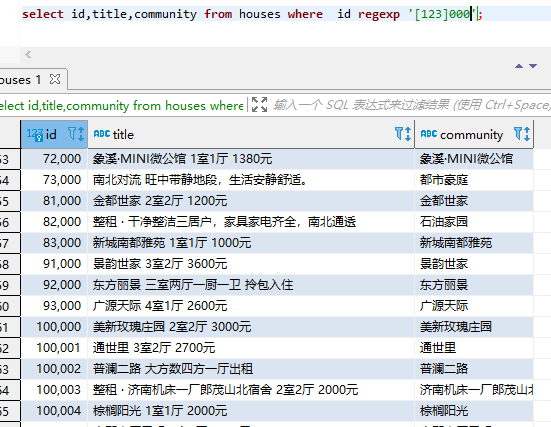 select id,title,community from houses where  id regexp '[123]000';
ouses 1
elect id,title,community from houses where
输入一个 SQL 表达式来过滤结果 (使用 Ctrl+Space)
123 id ABC title ABC community
53 72,000 象溪·MINI微公馆 1室1厅 1380元 象溪·MINI微公馆
54 73,000 南北对流 旺中带静地段，生活安静舒适。 都市豪庭
55 81,000 金都世家 2室2厅 1200元 金都世家
56 82,000 整租 · 干净整洁三居户，家具家电齐全，南北通透 石油家园
57 83,000 新城南都雅苑 1室1厅 1000元 新城南都雅苑
58 91,000 景韵世家 3室2厅 3600元 景韵世家
59 92,000 东方丽景 三室两厅一厨一卫 拎包入住 东方丽景
60 93,000 广源天际 4室1厅 2600元 广源天际
61 100,000 美新玫瑰庄园 2室2厅 3000元 美新玫瑰庄园
62 100,001 通世里 3室2厅 2700元 通世里
63 100,002 普澜二路 大方数四方一厅出租 普澜二路
64 100,003 整租 · 济南机床一厂郎茂山北宿舍 2室2厅 2000元 济南机床一厂郎茂山北
65 100,004 棕榈阳光 1室1厅 2000元 棕榈阳光